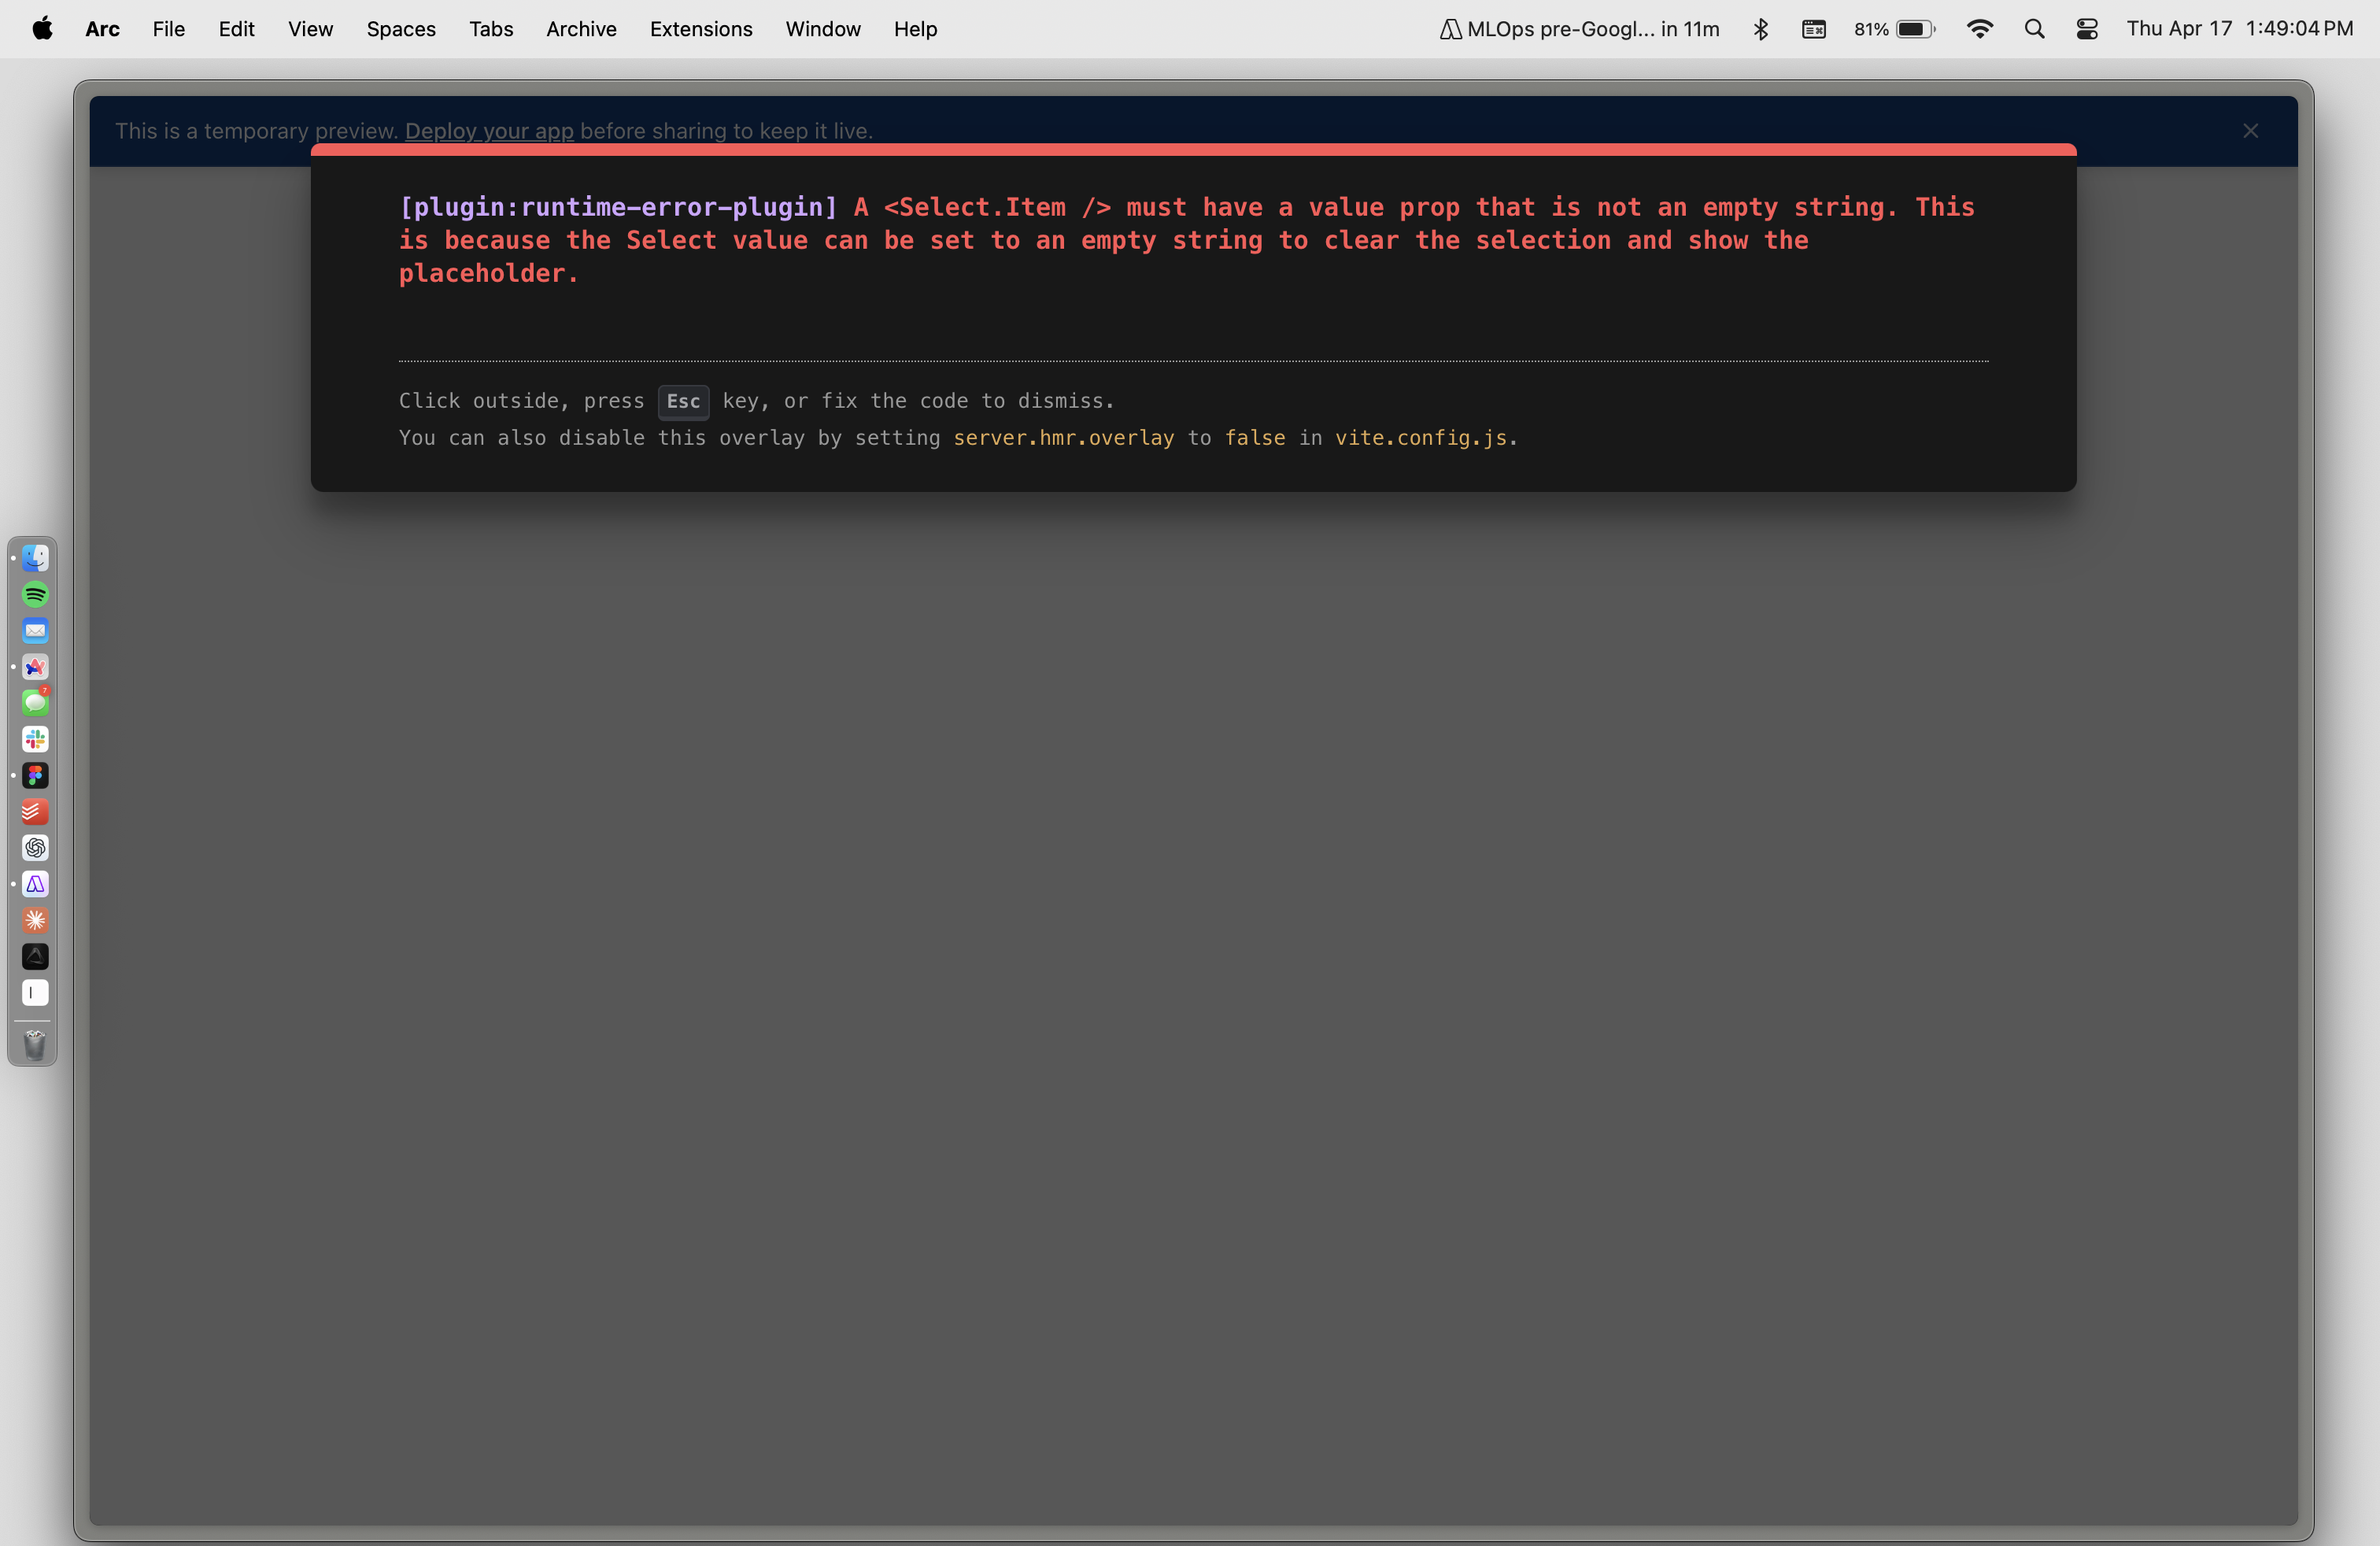 Arc File Edit View Spaces Tabs Archive Extensions Window Help MLOps pre-Googl... in 11m 81% Thu Apr 17 1:49:04 PM
This is a temporary preview. Deploy your app before sharing to keep it live.
[plugin:runtime-error-plugin] A <Select.Item /> must have a value prop that is not an empty string. This
is because the Select value can be set to an empty string to clear the selection and show the
placeholder.
Click outside, press Esc key, or fix the code to dismiss.
You can also disable this overlay by setting server.hmr.overlay to false in vite.config.js.
7